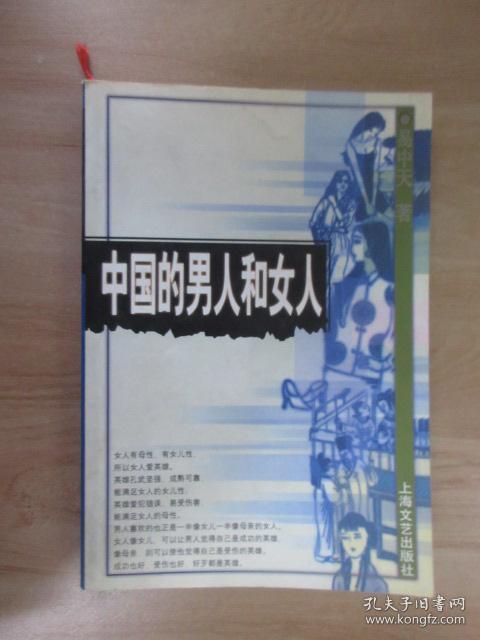 易中天 著
中国的男人和女人
女人有母性，有女儿性，
所以女人爱英雄。
英雄孔武坚强、成熟可靠，
能满足女人的女儿性；
英雄爱犯错误、易受伤害，
能满足女人的母性。
男人喜欢的也正是一半像女儿一半像母亲的女人。
女人像女儿，可以让男人觉得自己是成功的英雄，
像母亲，则可以使他觉得自己是受伤的英雄。
成功也好，受伤也好，好歹都是英雄。
上海文艺出版社
孔夫子旧书网